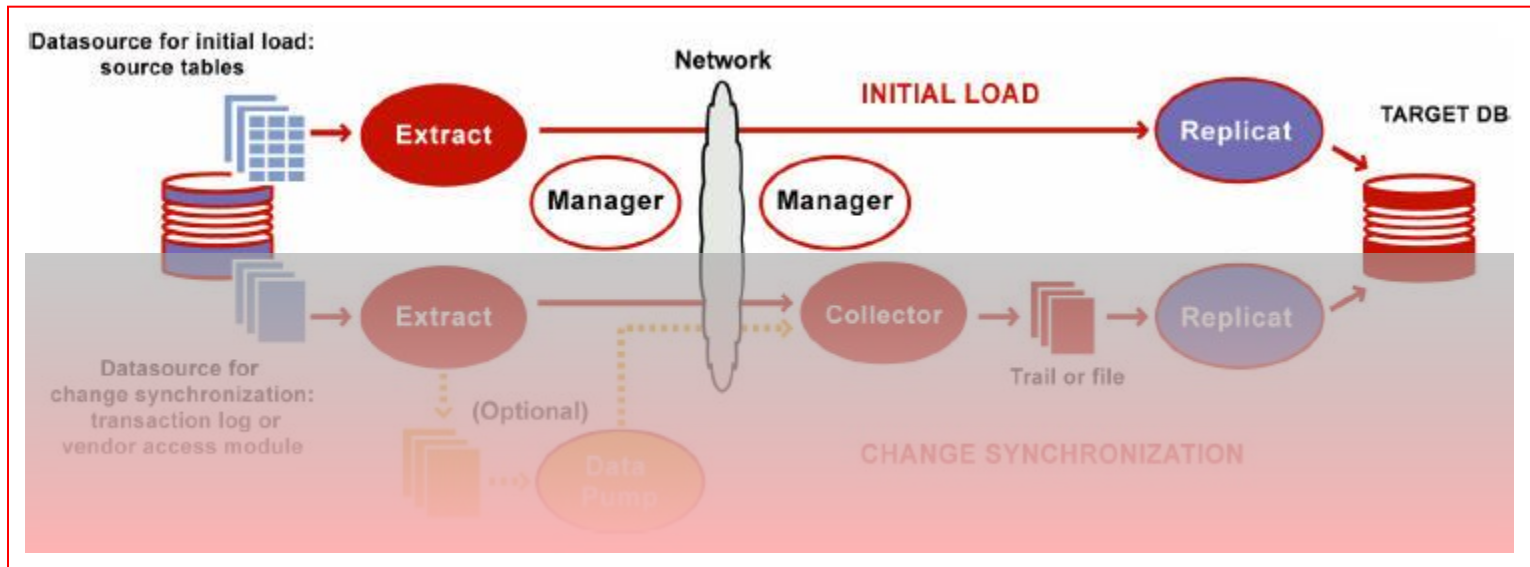 Datasource for initial load:
source tables
Network
INITIAL LOAD
TARGET DB
Extract
Replicat
Manager
Manager
Extract
Collector
Replicat
Trail or file
Datasource for
change synchronization:
transaction log or
vendor access module
(Optional)
Data
Pump
CHANGE SYNCHRONIZATION